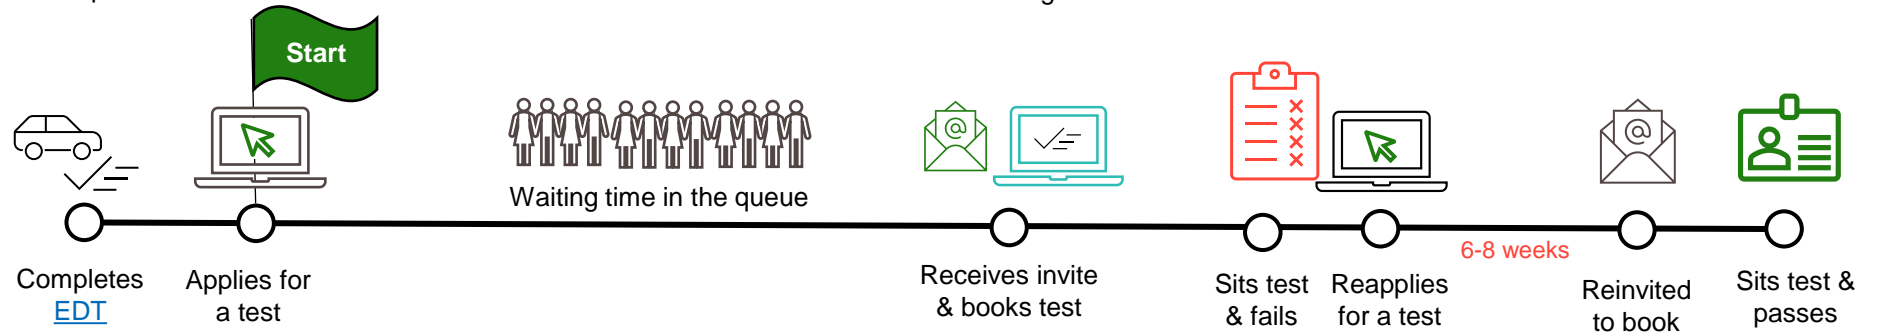 Start
Waiting time in the queue
Completes
EDT
Applies for
a test
Receives invite
& books test
Sits test
& fails
Reapplies
for a test
6-8 weeks
Reinvited
to book
Sits test &
passes